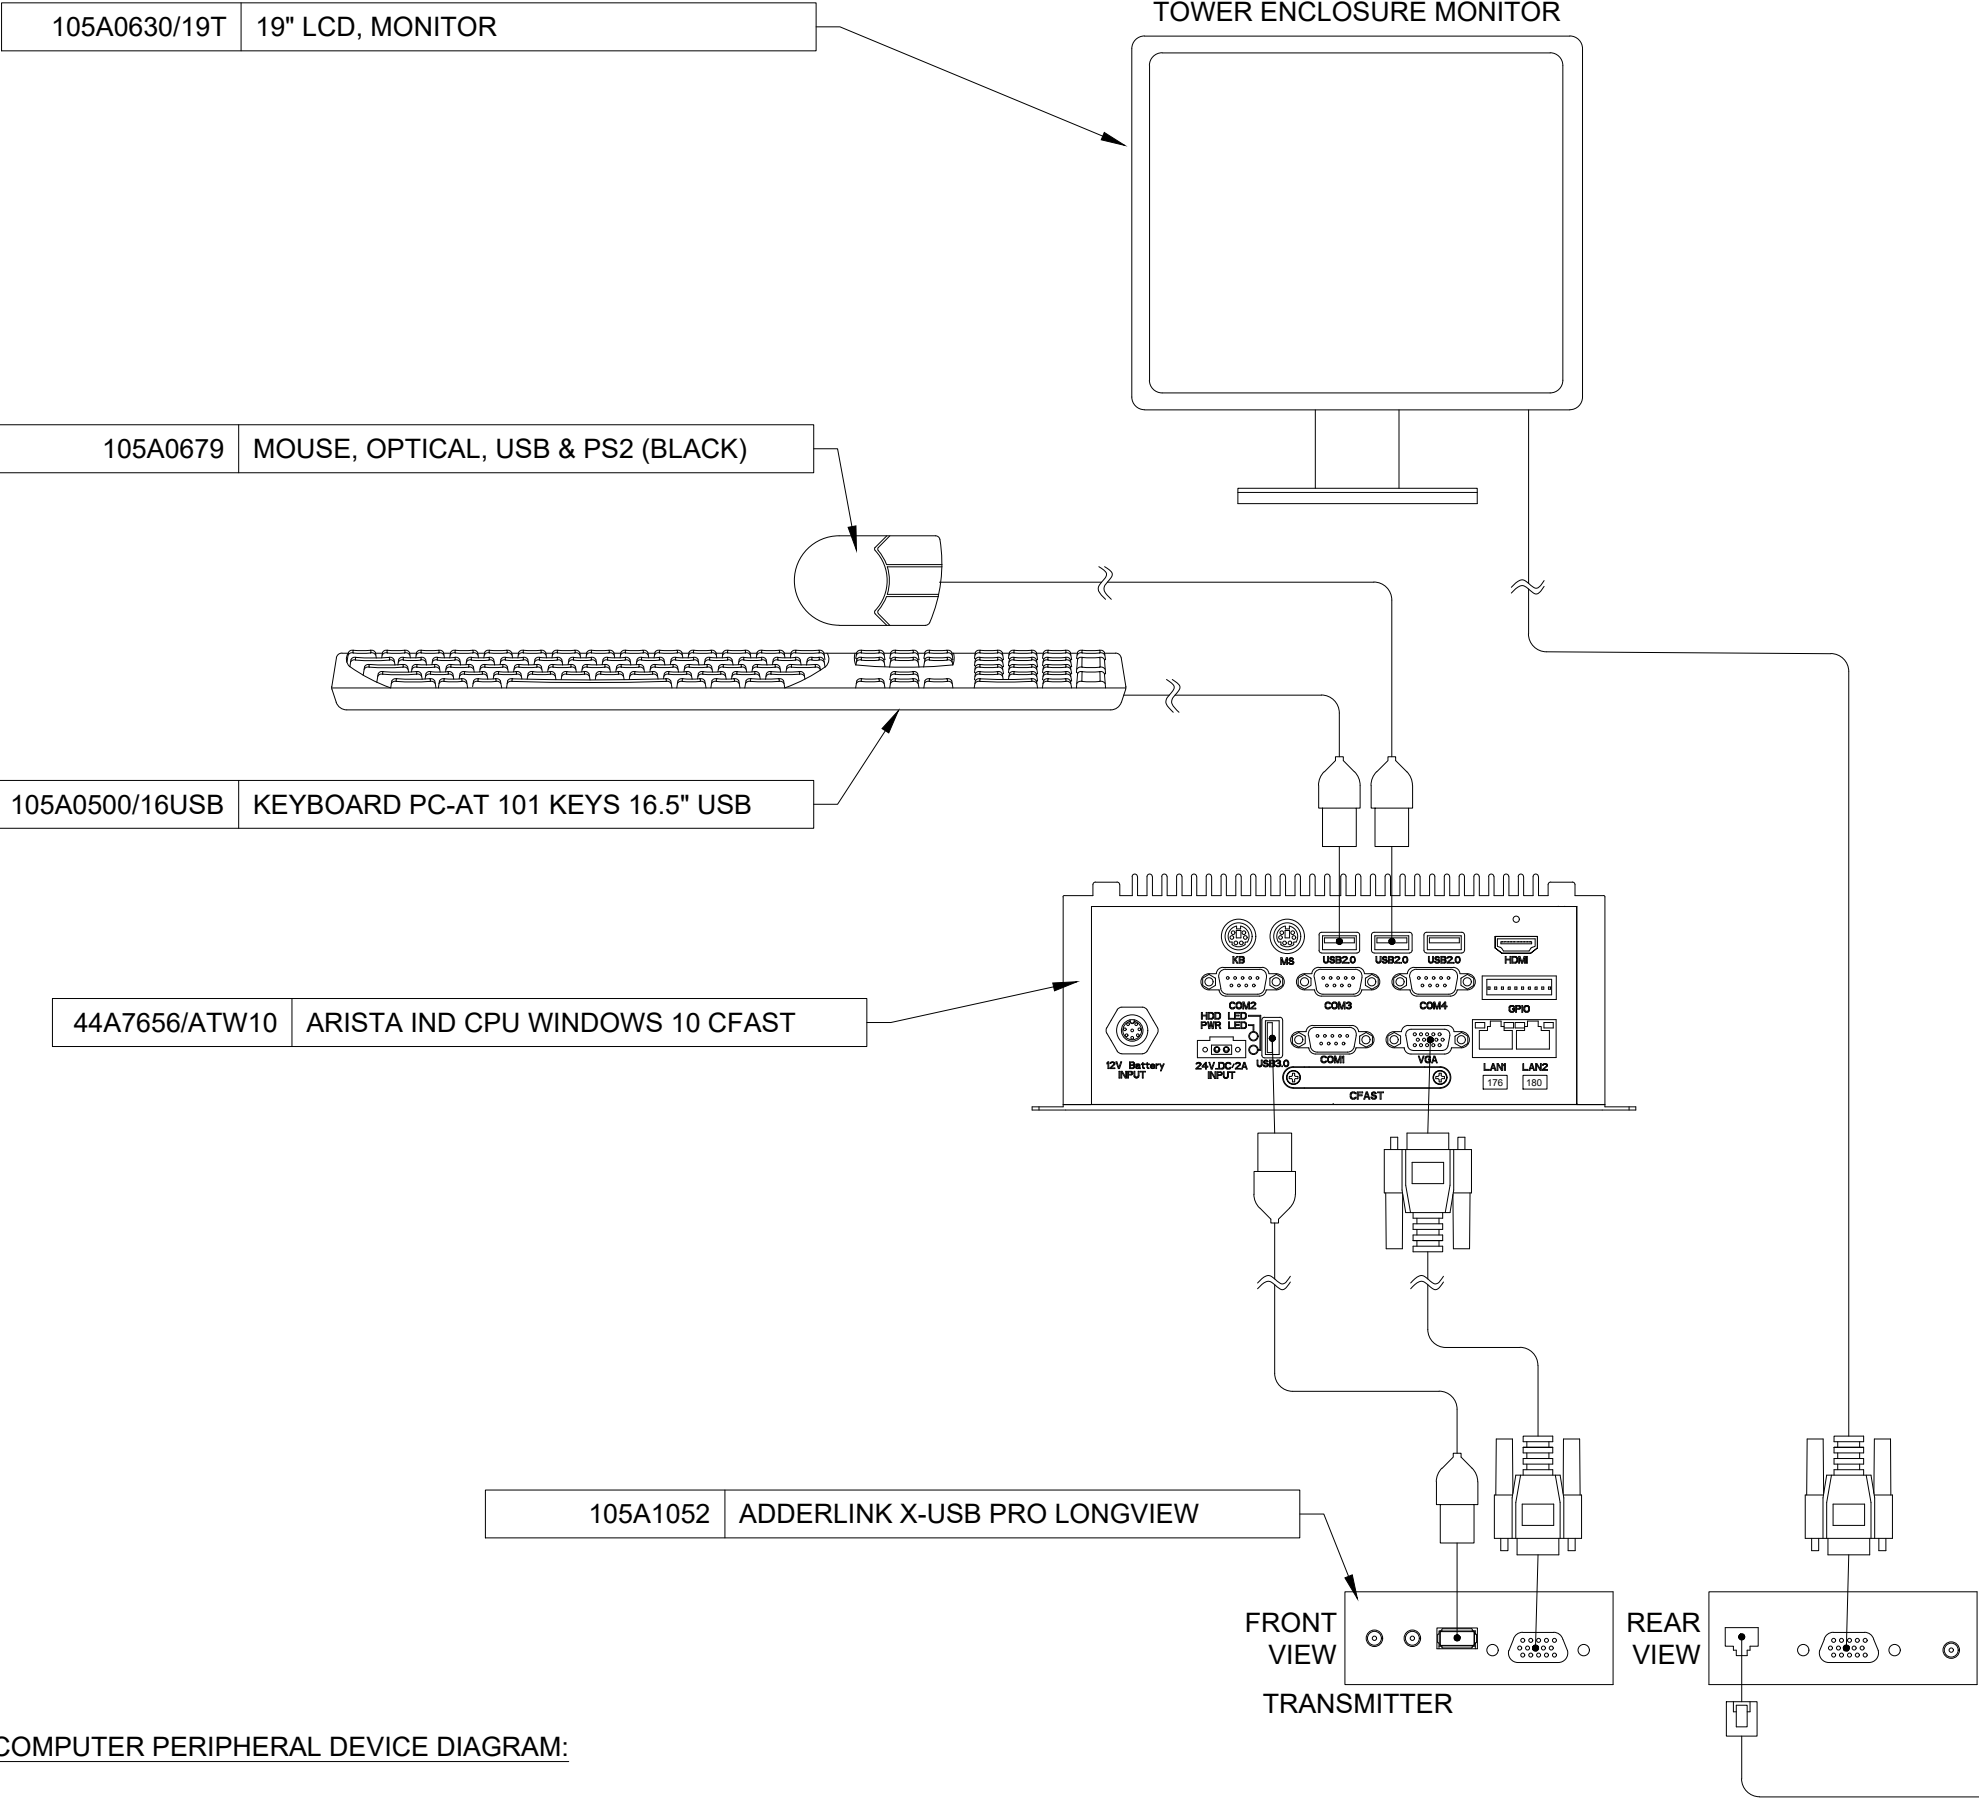 TOWER ENCLOSURE MONITOR
105A0630/19T 19" LCD, MONITOR
105A0679 MOUSE, OPTICAL, USB & PS2 (BLACK)
105A0500/16USB KEYBOARD PC-AT 101 KEYS 16.5" USB
KB MS USB2.0 USB2.0 USB2.0 HDMI
COM2 COM3 COM4 GPIO
44A7656/ATW10 ARISTA IND CPU WINDOWS 10 CFAST
HDD LED
PWR LED
12V Battery
INPUT
24V.DC/2A
INPUT
USB3.0 COM1 VGA
LAN1 LAN2
176 180
CFAST
105A1052 ADDERLINK X-USB PRO LONGVIEW
FRONT
VIEW
REAR
VIEW
TRANSMITTER
COMPUTER PERIPHERAL DEVICE DIAGRAM: